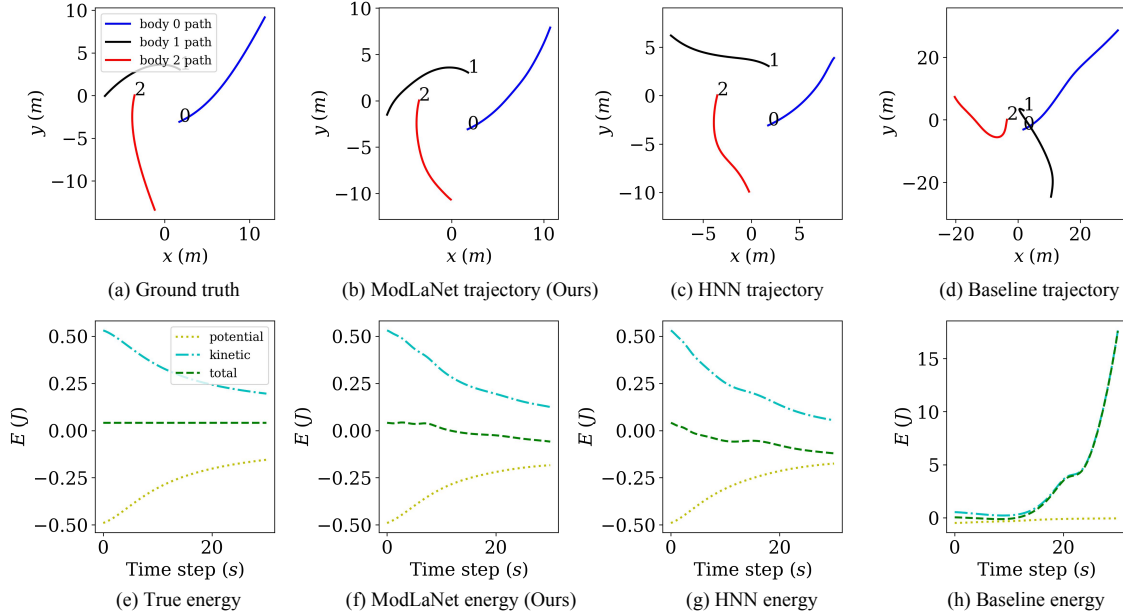 body 0 path
body 1 path
body 2 path
10
5
0
−5
−10
y (m)
0
10
x (m)
0
1
2
(a) Ground truth
10
5
0
−5
−10
y (m)
0
10
x (m)
0
1
2
(b) ModLaNet trajectory (Ours)
5
0
−5
−10
y (m)
−5
0
5
x (m)
0
1
2
(c) HNN trajectory
20
0
−20
y (m)
−20
0
20
x (m)
0
1
2
(d) Baseline trajectory
potential
kinetic
total
0.50
0.25
0.00
−0.25
−0.50
E (J)
0
20
Time step (s)
(e) True energy
0.50
0.25
0.00
−0.25
−0.50
E (J)
0
20
Time step (s)
(f) ModLaNet energy (Ours)
0.50
0.25
0.00
−0.25
−0.50
E (J)
0
20
Time step (s)
(g) HNN energy
15
10
5
0
E (J)
0
20
Time step (s)
(h) Baseline energy